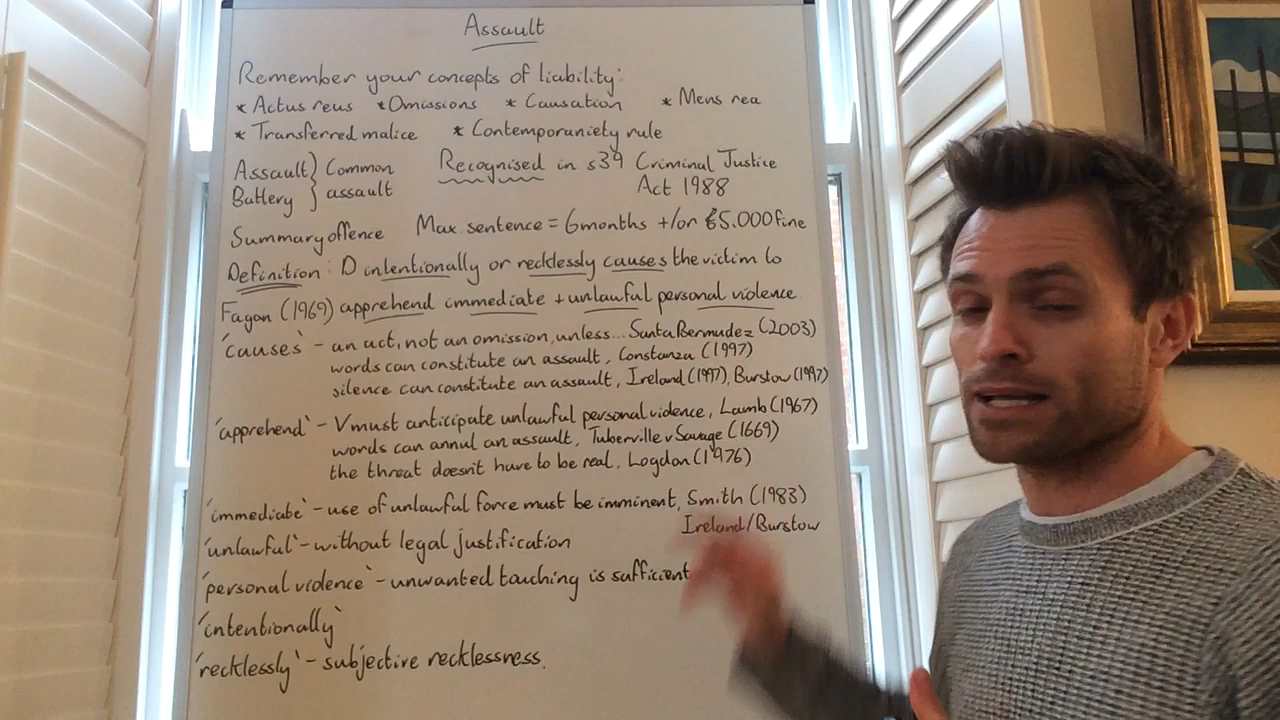 Assault
Remember your concepts of liability:
* Actus reus * Omissions * Causation * Mens rea
* Transferred malice * Contemporaniety rule
Assault } Common Recognised in s39 Criminal Justice
Battery } assault Act 1988
Summary offence Max sentence = 6 months +/or £5.000 fine
Definition: D intentionally or recklessly causes the victim to
Fagan (1969) apprehend immediate + unlawful personal violence
'causes' - an act, not an omission, unless... Santa Bermudez (2003)
words can constitute an assault, Constanza (1997)
silence can constitute an assault, Ireland (1997), Burstow (1997)
'apprehend' - V must anticipate unlawful personal violence, Lamb (1967)
words can annul an assault, Tuberville v Savage (1669)
the threat doesn't have to be real, Logdon (1976)
'immediate' - use of unlawful force must be imminent, Smith (1983)
Ireland/Burstow
'unlawful' - without legal justification
'personal violence' - unwanted touching is sufficient
'intentionally'
'recklessly' - subjective recklessness.